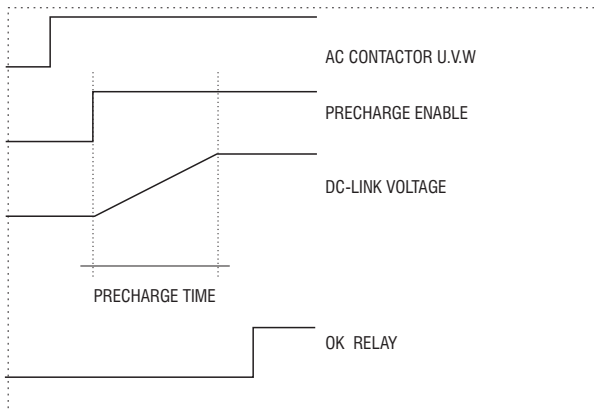 AC CONTACTOR U.V.W
PRECHARGE ENABLE
DC-LINK VOLTAGE
PRECHARGE TIME
OK RELAY